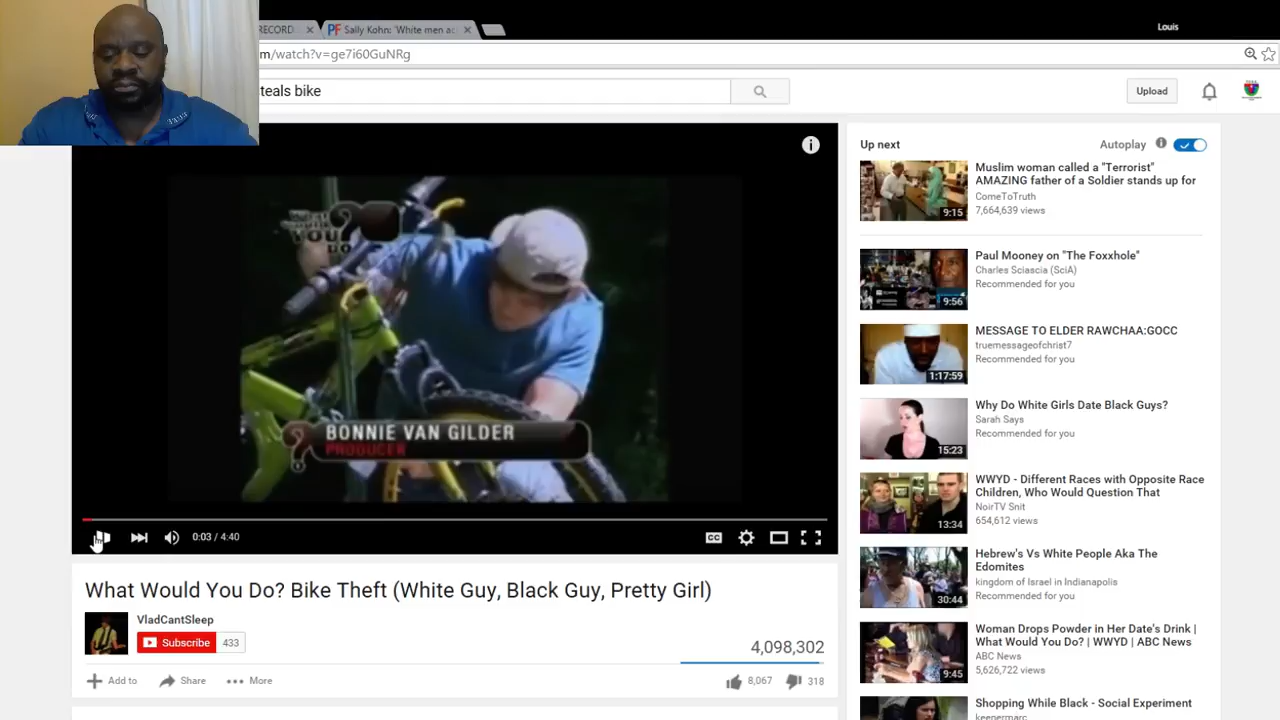 RECORD
Sally Kohn: 'White men ac
Louis
m/watch?v=ge7i60GuNRg
teals bike
Upload
YOU
DO
BONNIE VAN GILDER
PRODUCER
0:03 / 4:40
CC
What Would You Do? Bike Theft (White Guy, Black Guy, Pretty Girl)
VladCantSleep
Subscribe 433
4,098,302
Add to Share More
8,067 318
Up next
Autoplay
Muslim woman called a "Terrorist"
AMAZING father of a Soldier stands up for
ComeToTruth
7,664,639 views
9:15
Paul Mooney on "The Foxxhole"
Charles Sciascia (SciA)
Recommended for you
9:56
MESSAGE TO ELDER RAWCHAA:GOCC
truemessageofchrist7
Recommended for you
1:17:59
Why Do White Girls Date Black Guys?
Sarah Says
Recommended for you
15:23
WWYD - Different Races with Opposite Race
Children, Who Would Question That
NoirTV Snit
654,612 views
13:34
Hebrew's Vs White People Aka The
Edomites
kingdom of Israel in Indianapolis
Recommended for you
30:44
Woman Drops Powder in Her Date's Drink |
What Would You Do? | WWYD | ABC News
ABC News
5,626,722 views
9:45
Shopping While Black - Social Experiment
keepermarc